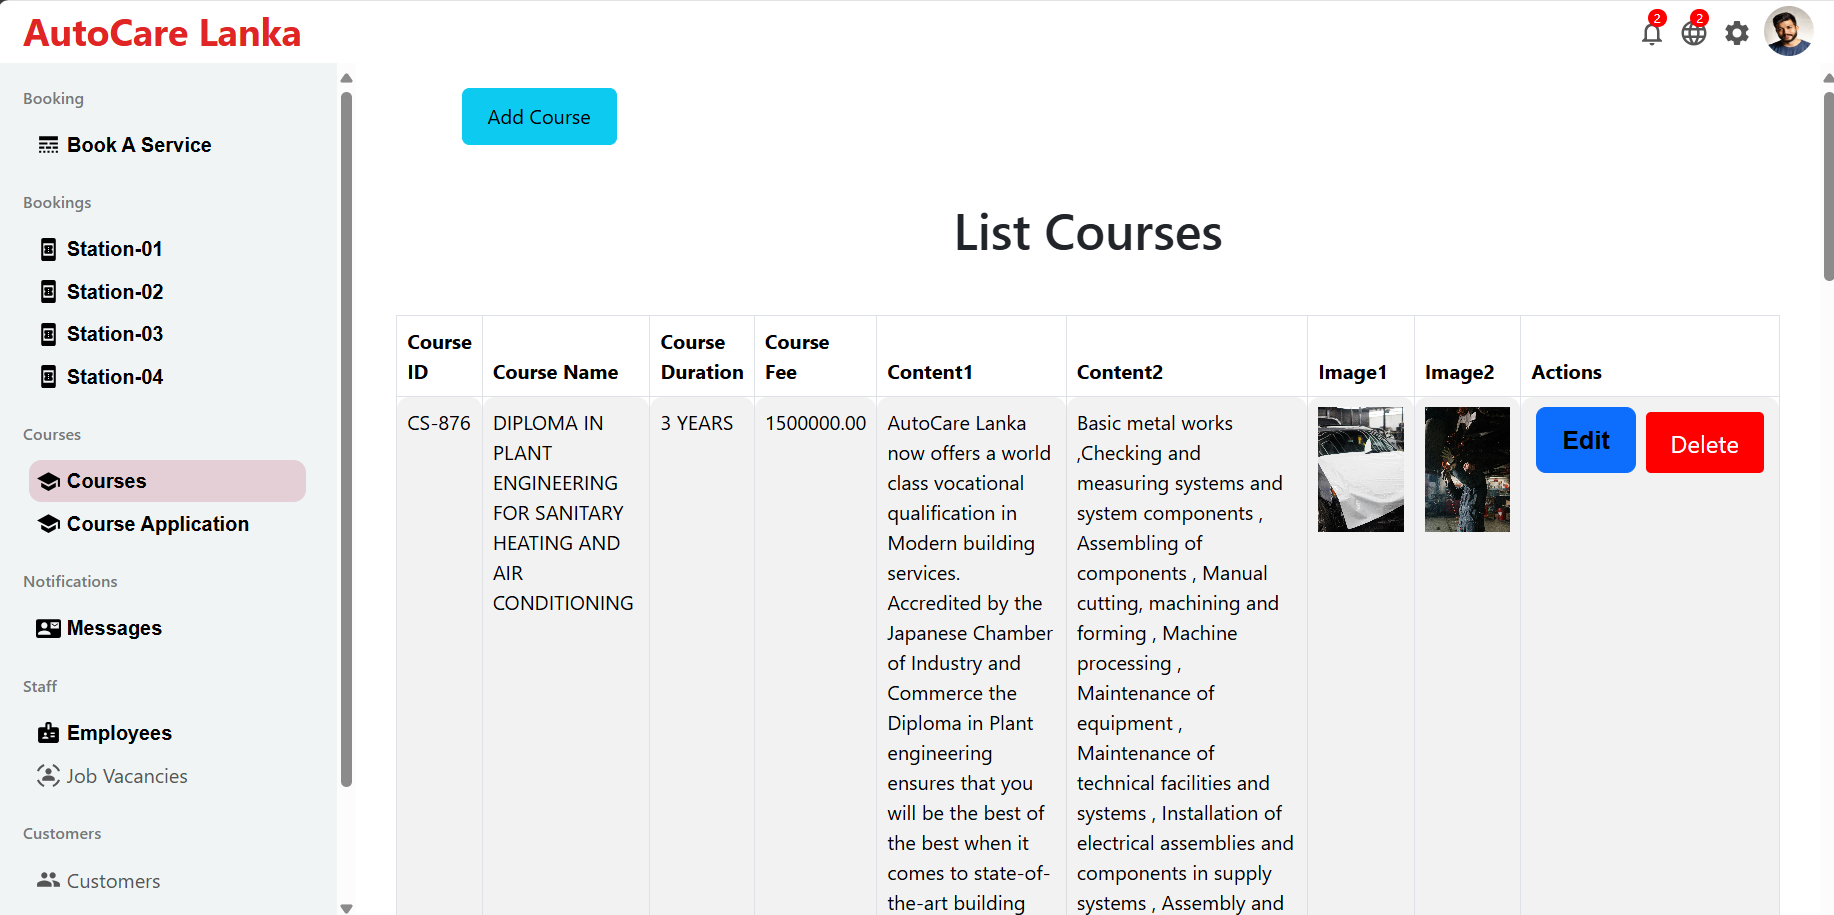 AutoCare Lanka
2
2
Booking
Book A Service
Bookings
Station-01
Station-02
Station-03
Station-04
Courses
Courses
Course Application
Notifications
Messages
Staff
Employees
Job Vacancies
Customers
Customers
Add Course
List Courses
Course ID
Course Name
Course Duration
Course Fee
Content1
Content2
Image1
Image2
Actions
CS-876
DIPLOMA IN
PLANT
ENGINEERING
FOR SANITARY
HEATING AND
AIR
CONDITIONING
3 YEARS
1500000.00
AutoCare Lanka
now offers a world
class vocational
qualification in
Modern building
services.
Accredited by the
Japanese Chamber
of Industry and
Commerce the
Diploma in Plant
engineering
ensures that you
will be the best of
the best when it
comes to state-of-
the-art building
Basic metal works
,Checking and
measuring systems and
system components ,
Assembling of
components , Manual
cutting, machining and
forming , Machine
processing ,
Maintenance of
equipment ,
Maintenance of
technical facilities and
systems , Installation of
electrical assemblies and
components in supply
systems , Assembly and
Edit
Delete